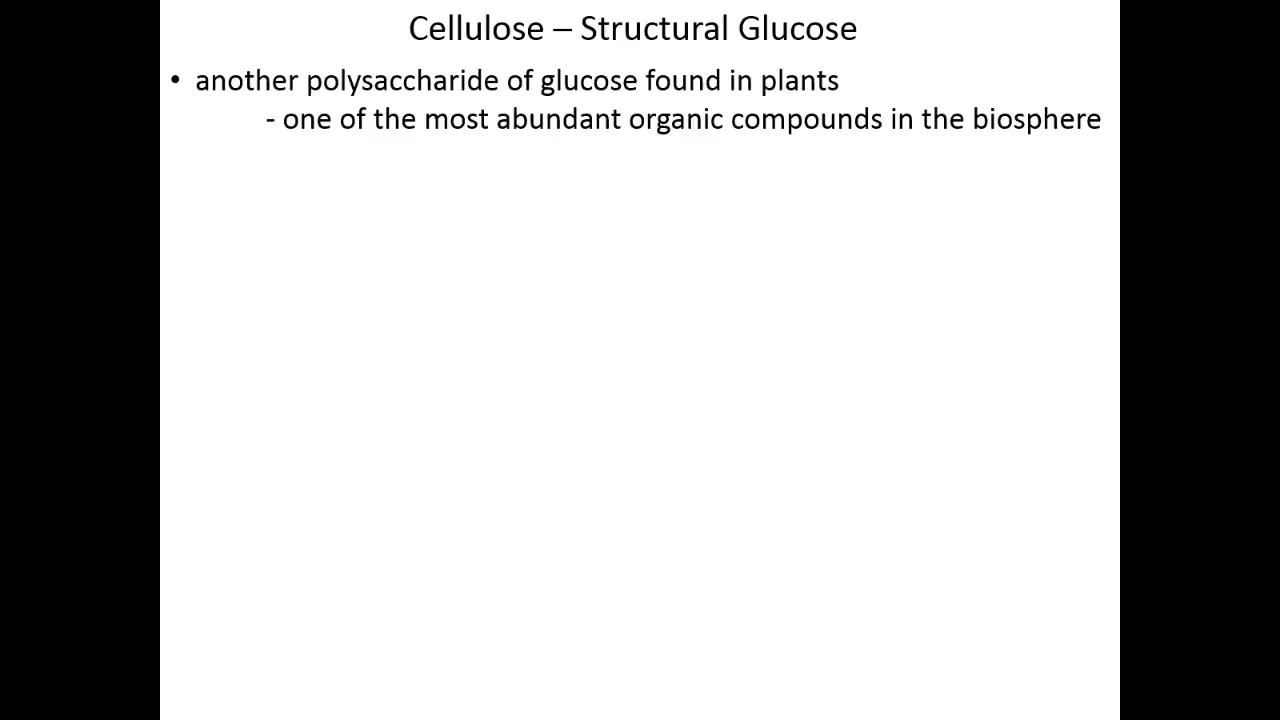 Cellulose – Structural Glucose
• another polysaccharide of glucose found in plants
- one of the most abundant organic compounds in the biosphere